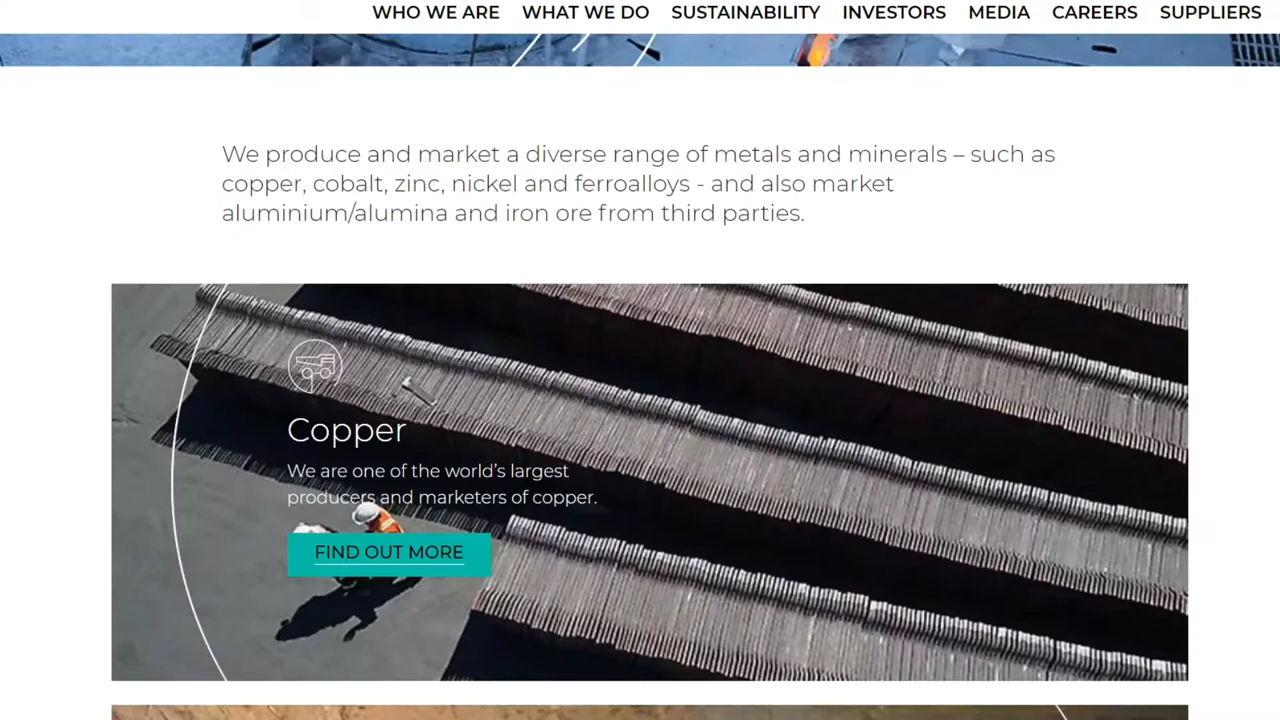 WHO WE ARE WHAT WE DO SUSTAINABILITY INVESTORS MEDIA CAREERS SUPPLIERS
We produce and market a diverse range of metals and minerals – such as
copper, cobalt, zinc, nickel and ferroalloys - and also market
aluminium/alumina and iron ore from third parties.
Copper
We are one of the world’s largest
producers and marketers of copper.
FIND OUT MORE